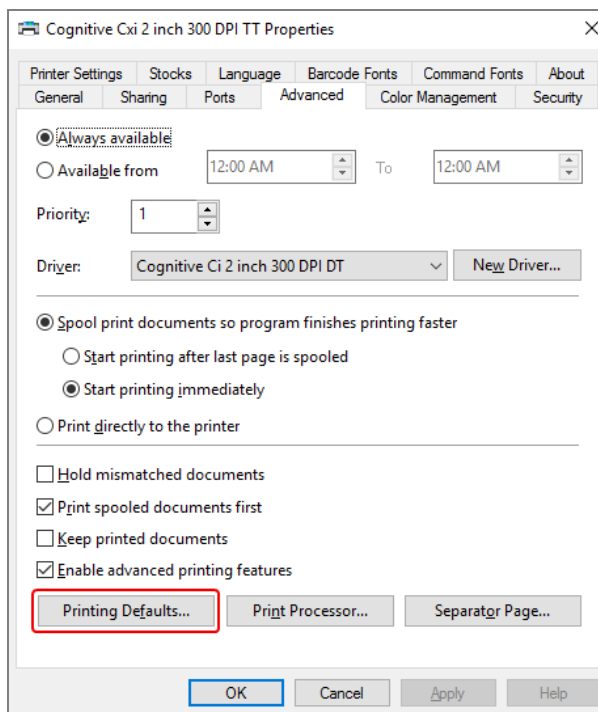 Cognitive Cxi 2 inch 300 DPI TT Properties
Printer Settings Stocks Language Barcode Fonts Command Fonts About
General Sharing Ports Advanced Color Management Security
Always available
Available from 12:00 AM To 12:00 AM
Priority: 1
Driver: Cognitive Ci 2 inch 300 DPI DT New Driver...
Spool print documents so program finishes printing faster
Start printing after last page is spooled
Start printing immediately
Print directly to the printer
Hold mismatched documents
Print spooled documents first
Keep printed documents
Enable advanced printing features
Printing Defaults... Print Processor... Separator Page...
OK Cancel Apply Help